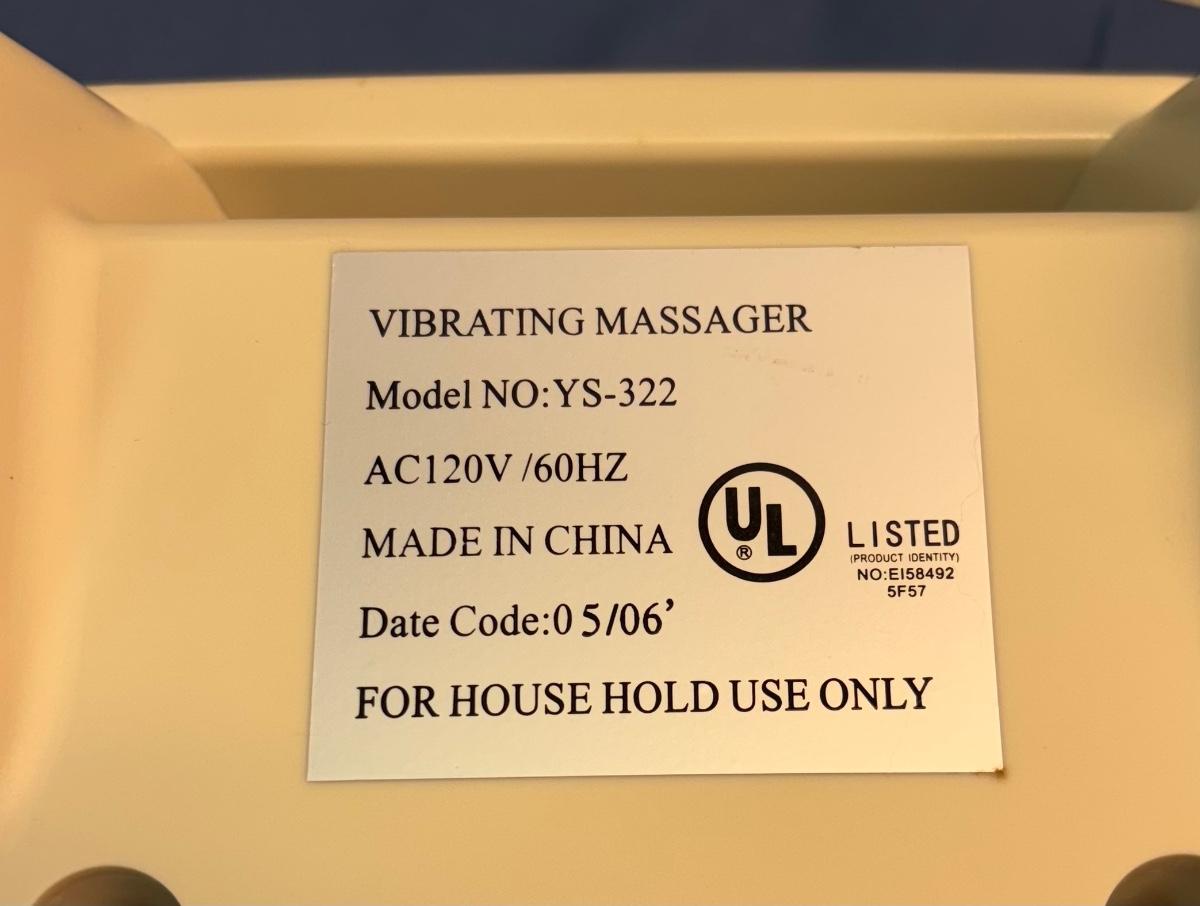 VIBRATING MASSAGER
Model NO:YS-322
AC120V /60HZ
MADE IN CHINA
UL
®
LISTED
(PRODUCT IDENTITY)
NO:EI58492
5F57
Date Code:0 5/06’
FOR HOUSE HOLD USE ONLY